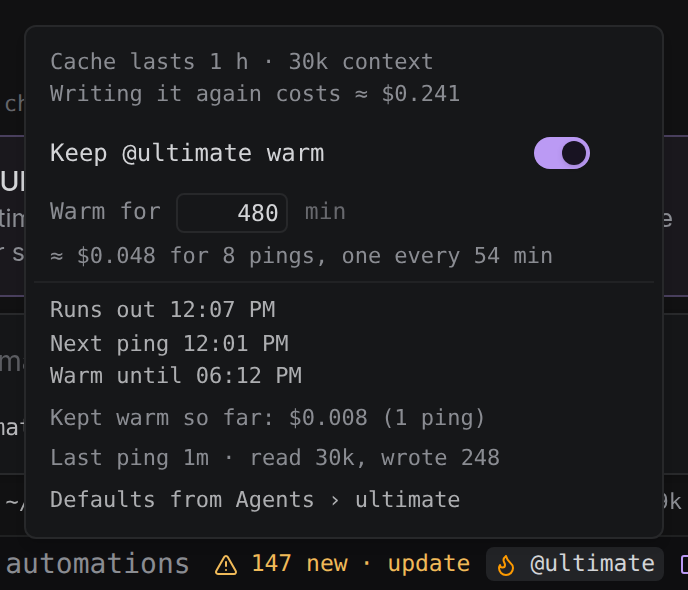 Cache lasts 1 h · 30k context
Writing it again costs ≈ $0.241
Keep @ultimate warm
Warm for 480 min
≈ $0.048 for 8 pings, one every 54 min
Runs out 12:07 PM
Next ping 12:01 PM
Warm until 06:12 PM
Kept warm so far: $0.008 (1 ping)
Last ping 1m · read 30k, wrote 248
Defaults from Agents › ultimate
automations 147 new · update @ultimate